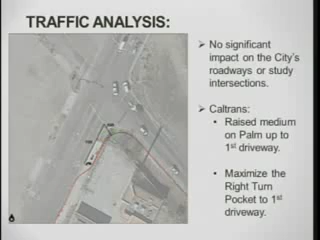 TRAFFIC ANALYSIS:
➢ No significant
impact on the City's
roadways or study
intersections.
➢ Caltrans:
• Raised medium
on Palm up to
1st driveway.
• Maximize the
Right Turn
Pocket to 1st
driveway.